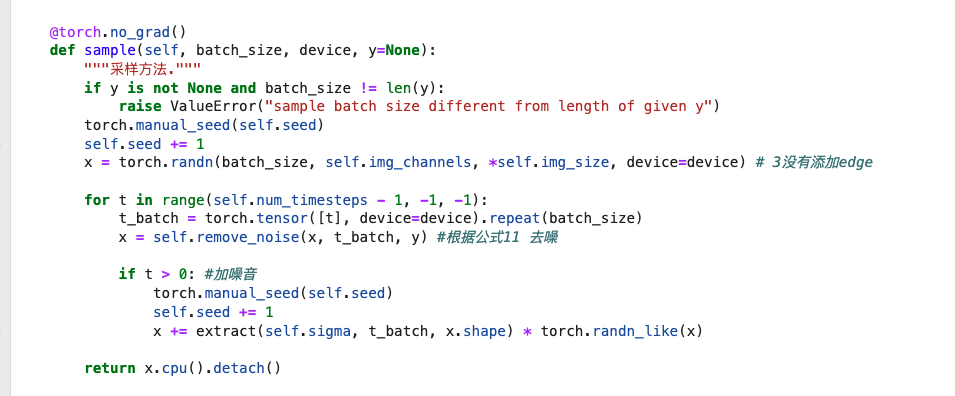 @torch.no_grad()
def sample(self, batch_size, device, y=None):
    """采样方法."""
    if y is not None and batch_size != len(y):
        raise ValueError("sample batch size different from length of given y")
    torch.manual_seed(self.seed)
    self.seed += 1
    x = torch.randn(batch_size, self.img_channels, *self.img_size, device=device) # 3没有添加edge
    for t in range(self.num_timesteps - 1, -1, -1):
        t_batch = torch.tensor([t], device=device).repeat(batch_size)
        x = self.remove_noise(x, t_batch, y) #根据公式11 去噪
        if t > 0: #加噪音
            torch.manual_seed(self.seed)
            self.seed += 1
            x += extract(self.sigma, t_batch, x.shape) * torch.randn_like(x)
    return x.cpu().detach()